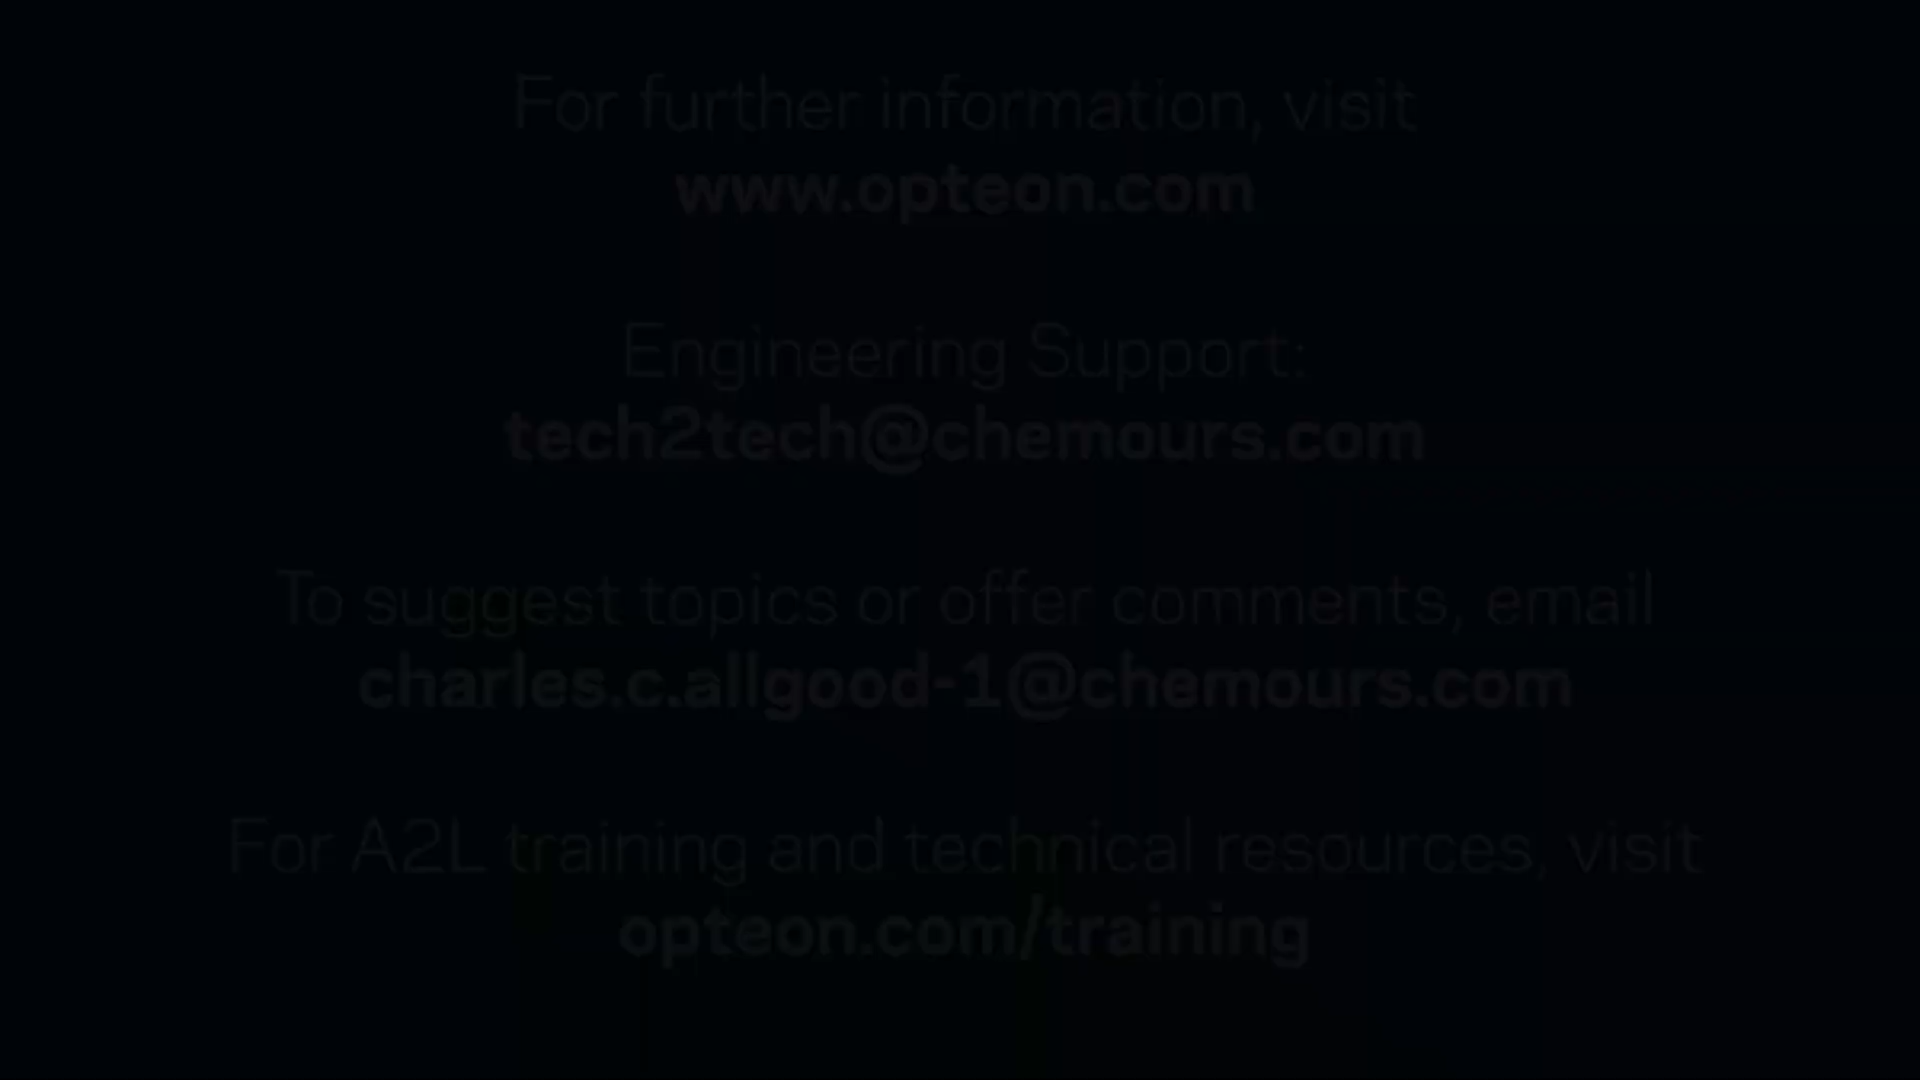 For further information, visit
www.opteon.com
Engineering Support:
tech2tech@chemours.com
To suggest topics or offer comments, email
charles.c.allgood-1@chemours.com
For A2L training and technical resources, visit
opteon.com/training